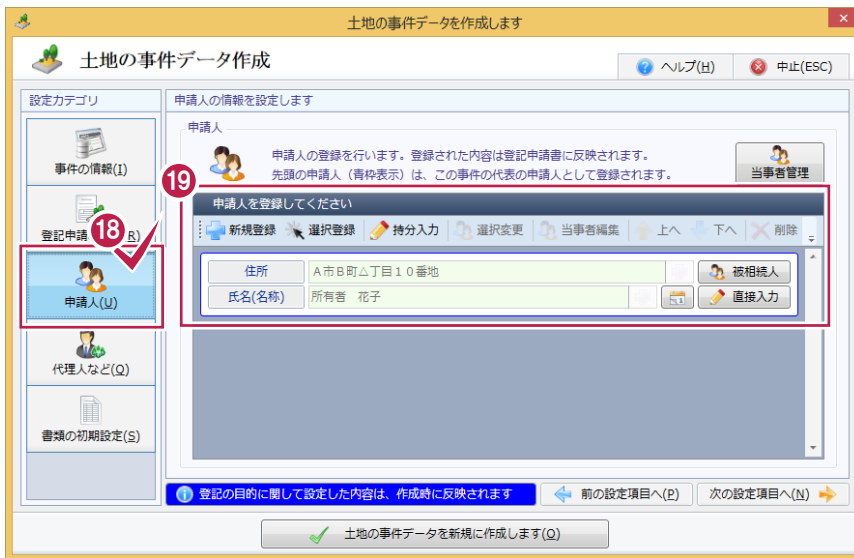 土地の事件データを作成します
土地の事件データ作成
ヘルプ(H)
中止(ESC)
設定カテゴリ
事件の情報(I)
登記申請
R)
18
申請人(U)
代理人など(Q)
書類の初期設定(S)
申請人の情報を設定します
申請人
申請人の登録を行います。登録された内容は登記申請書に反映されます。
先頭の申請人（青枠表示）は、この事件の代表の申請人として登録されます。
当事者管理
19
申請人を登録してください
新規登録 選択登録 持分入力 選択変更 当事者編集 上へ 下へ 削除
住所 A市B町△丁目１０番地 被相続人
氏名(名称) 所有者　花子 直接入力
登記の目的に関して設定した内容は、作成時に反映されます
前の設定項目へ(P)
次の設定項目へ(N)
土地の事件データを新規に作成します(O)